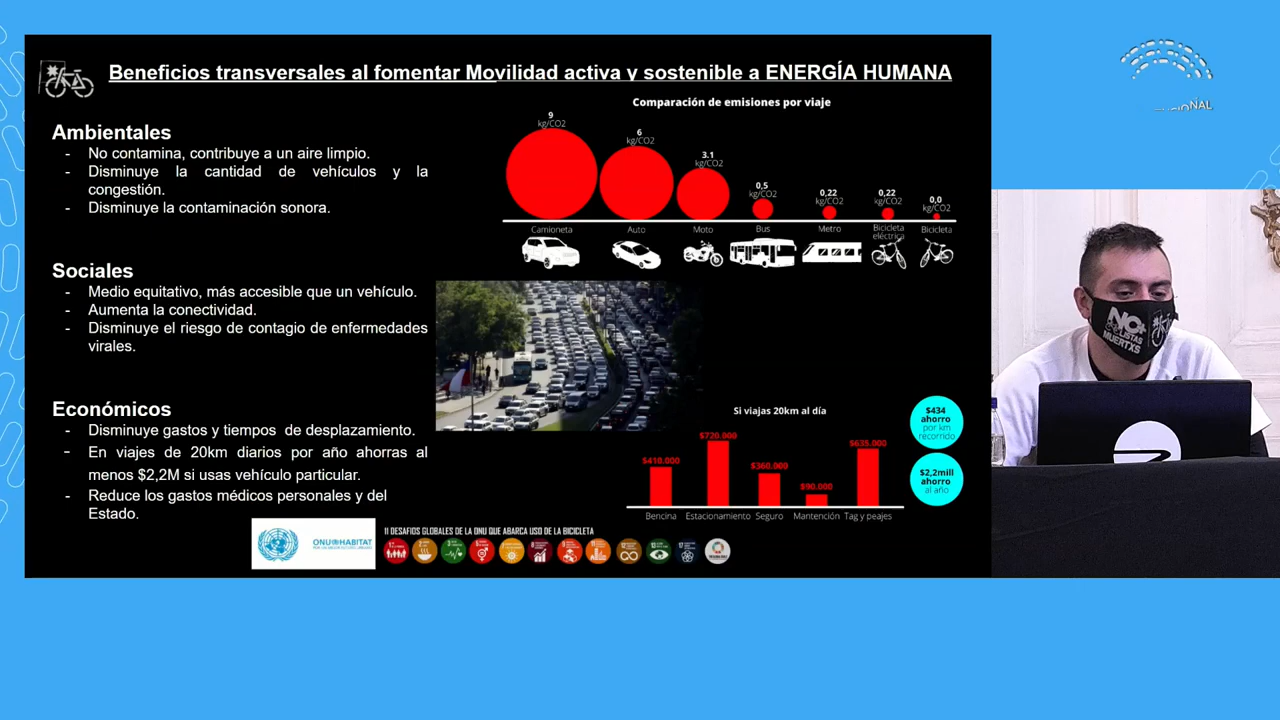 Beneficios transversales al fomentar Movilidad activa y sostenible a ENERGÍA HUMANA
Ambientales
- No contamina, contribuye a un aire limpio.
- Disminuye la cantidad de vehículos y la
congestión.
- Disminuye la contaminación sonora.
Sociales
- Medio equitativo, más accesible que un vehículo.
- Aumenta la conectividad.
- Disminuye el riesgo de contagio de enfermedades
virales.
Económicos
- Disminuye gastos y tiempos de desplazamiento.
- En viajes de 20km diarios por año ahorras al
menos $2,2M si usas vehículo particular.
- Reduce los gastos médicos personales y del
Estado.
Comparación de emisiones por viaje
9
kg/CO2
6
kg/CO2
3.1
kg/CO2
0,5
kg/CO2
0,22
kg/CO2
0,22
kg/CO2
0,0
kg/CO2
Camioneta
Auto
Moto
Bus
Metro
Bicicleta
eléctrica
Bicicleta
Si viajas 20km al día
$410.000
$720.000
$360.000
$90.000
$635.000
Bencina
Estacionamiento
Seguro
Mantención
Tag y peajes
$434
ahorro
por km
recorrido
$2,2mill
ahorro
al año
ONU HABITAT
11 DESAFIOS GLOBALES DE LA ONU QUE ABARCA USO DE LA BICICLETA
NO+
CICLISTAS
MUERTXS